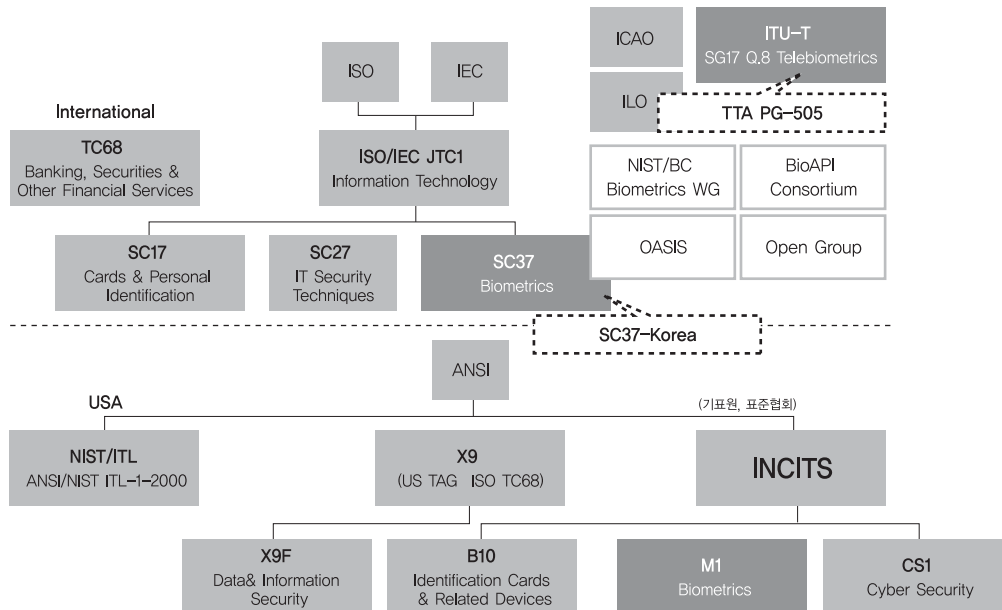 ICAO
ITU-T
SG17 Q.8 Telebiometrics
ISO
IEC
ILO
TTA PG-505
International
TC68
Banking, Securities &
Other Financial Services
ISO/IEC JTC1
Information Technology
NIST/BC
Biometrics WG
BioAPI
Consortium
SC17
Cards & Personal
Identification
SC27
IT Security
Techniques
SC37
Biometrics
OASIS
Open Group
SC37-Korea
ANSI
USA
(기표원, 표준협회)
NIST/ITL
ANSI/NIST ITL-1-2000
X9
(US TAG ISO TC68)
INCITS
X9F
Data& Information
Security
B10
Identification Cards
& Related Devices
M1
Biometrics
CS1
Cyber Security